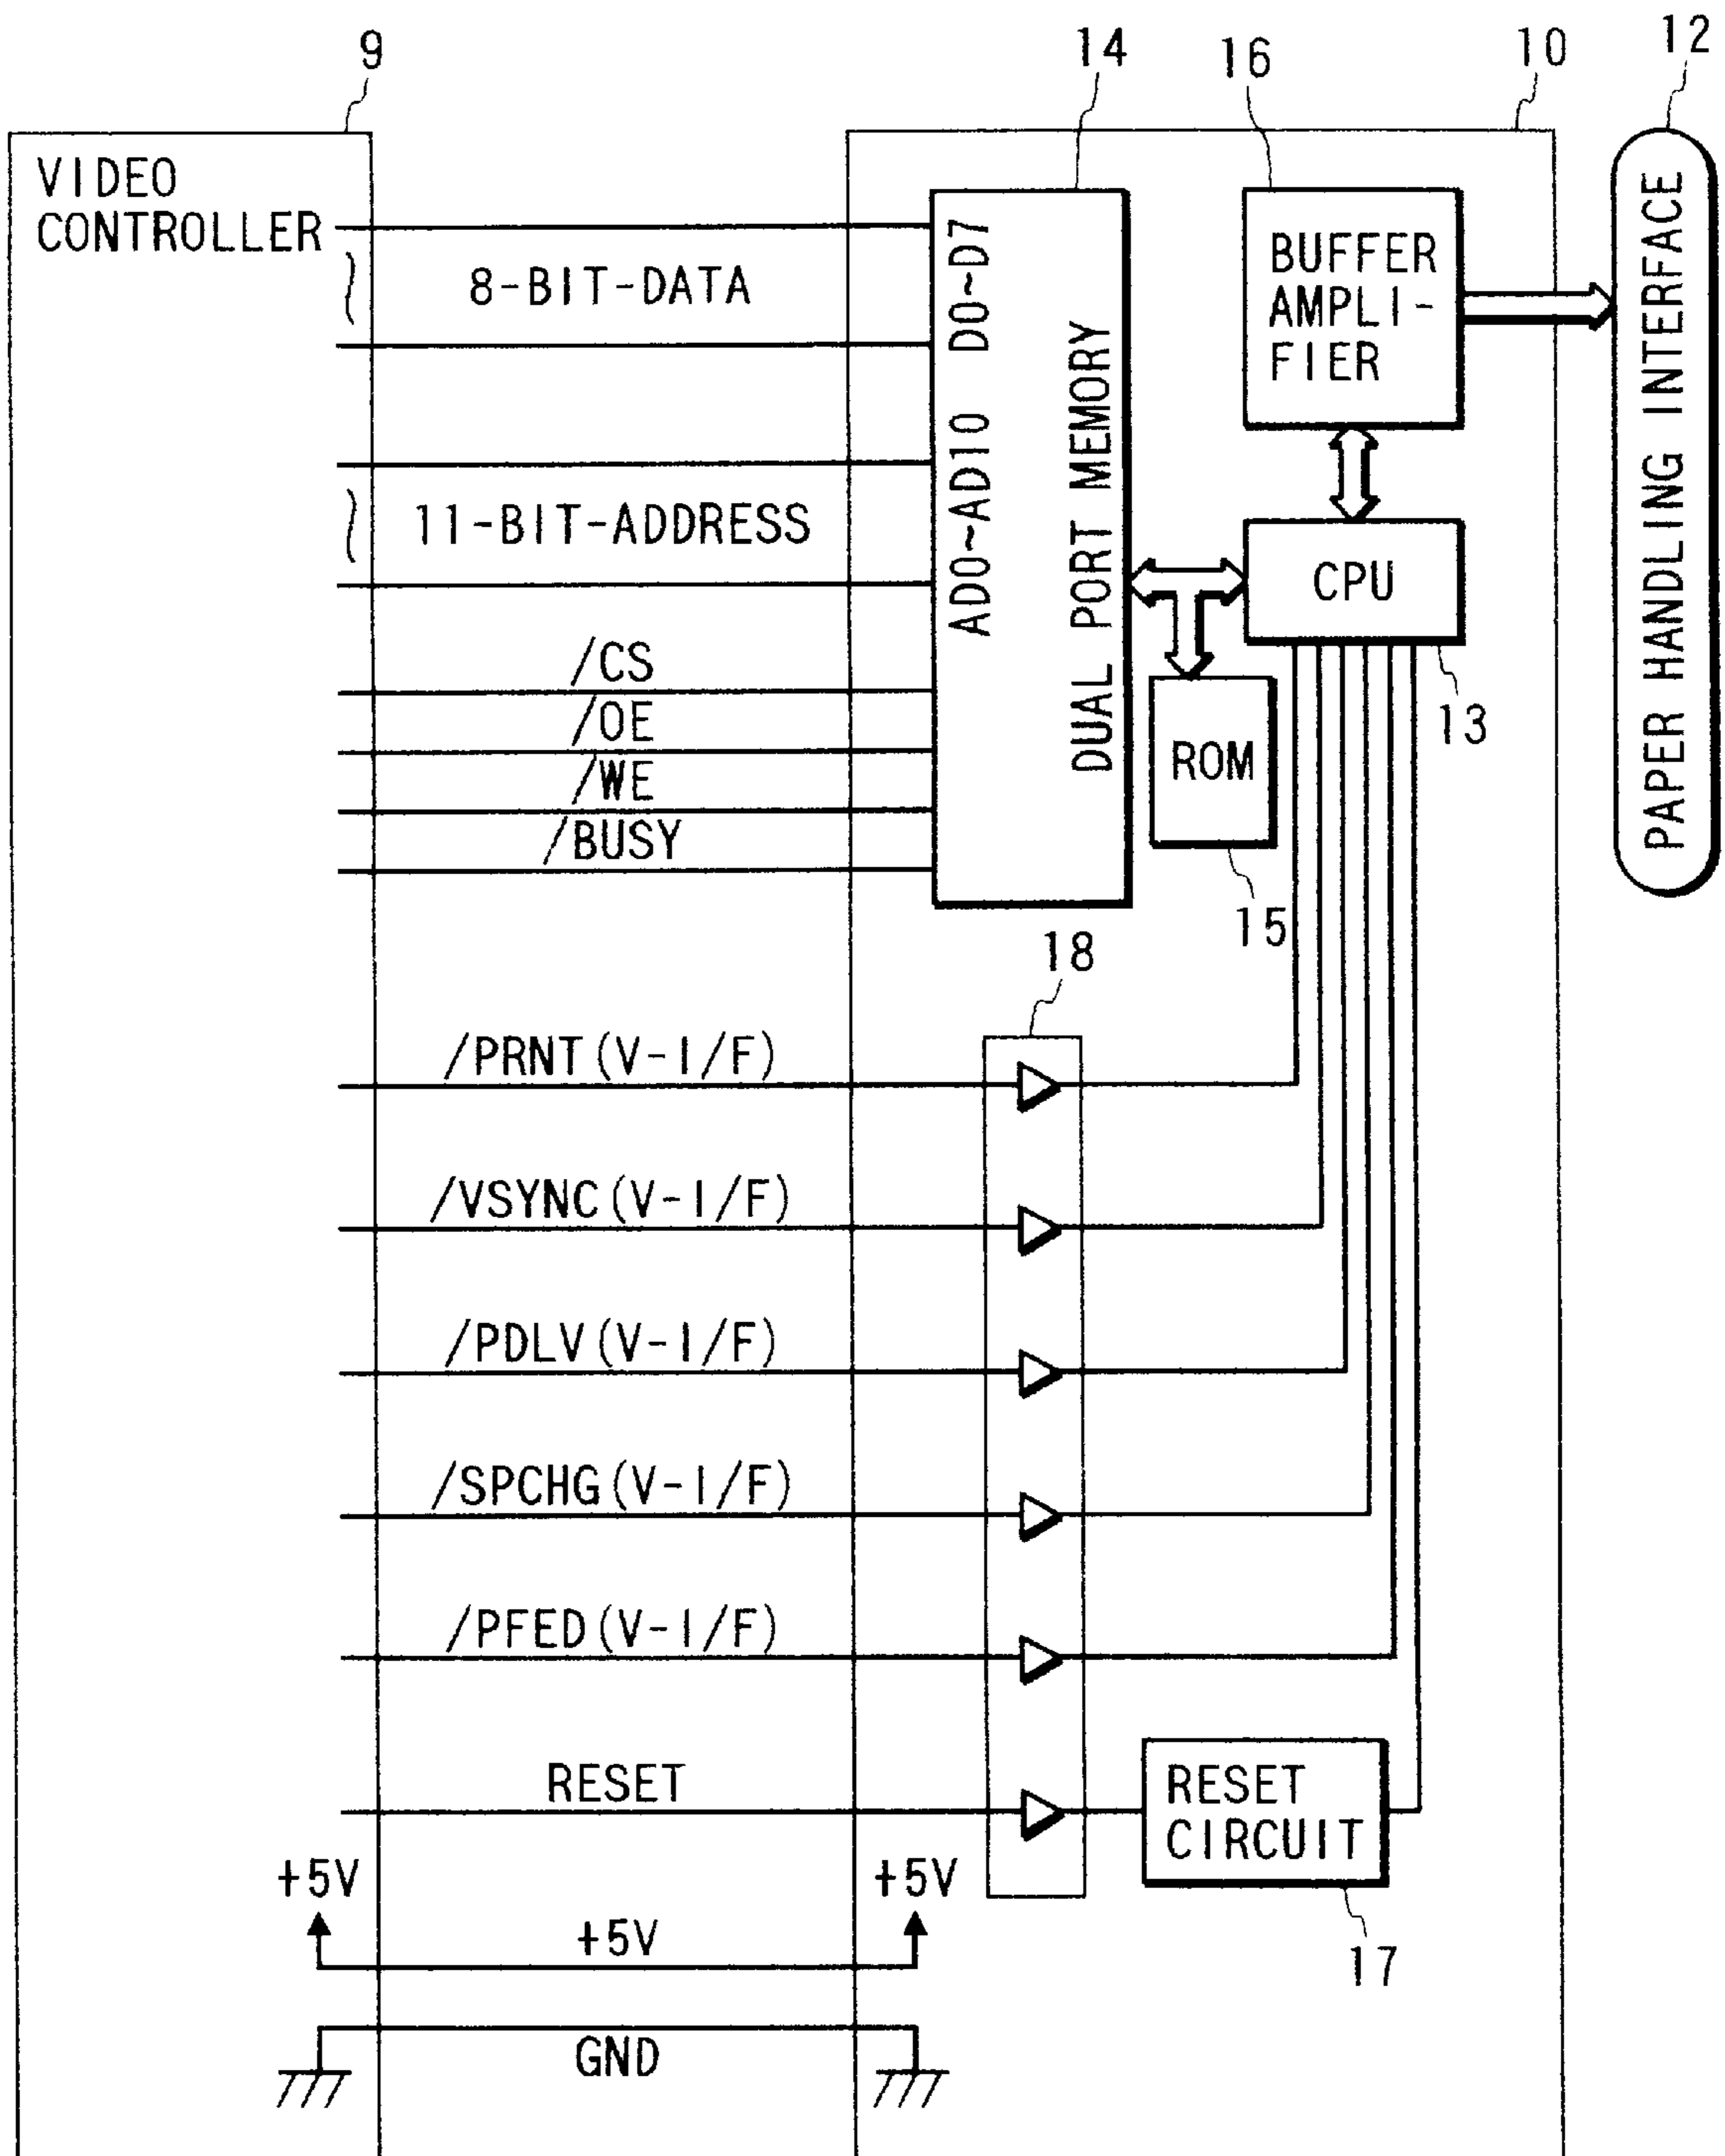 9
14
16
10
12
VIDEO
CONTROLLER
8-BIT-DATA
D0~D7
11-BIT-ADDRESS
AD0~AD10
DUAL PORT MEMORY
BUFFER
AMPLI-
FIER
PAPER HANDLING INTERFACE
CPU
13
ROM
15
/CS
/OE
/WE
/BUSY
18
/PRNT(V-I/F)
/VSYNC(V-I/F)
/PDLV(V-I/F)
/SPCHG(V-I/F)
/PFED(V-I/F)
RESET
RESET
CIRCUIT
17
+5V
+5V
+5V
GND